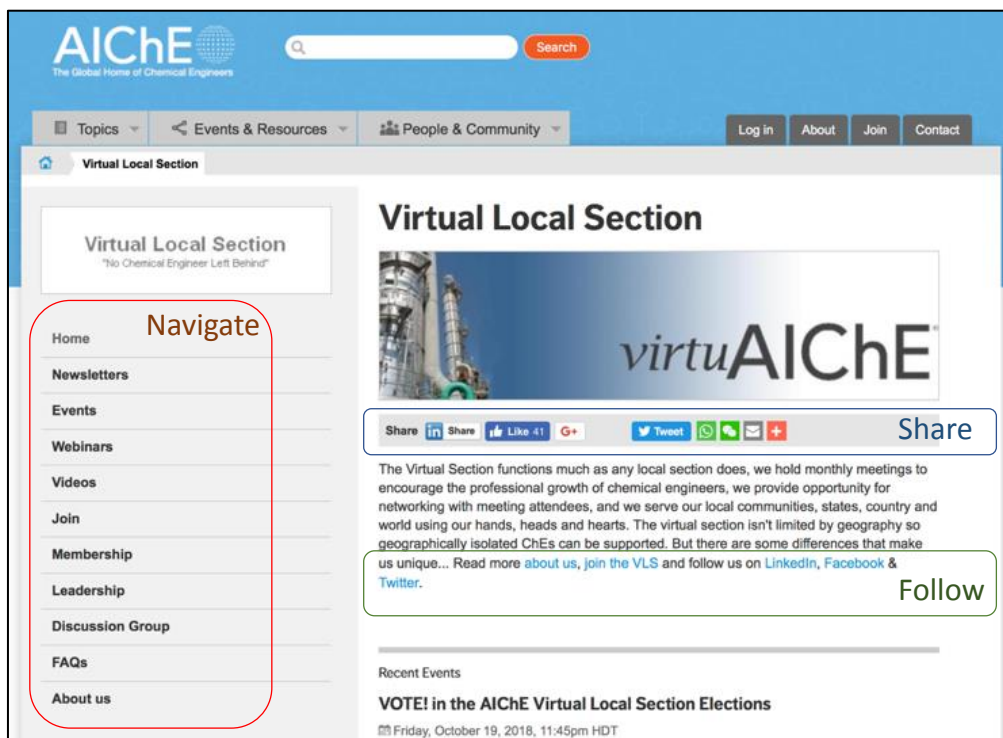 AIChE
The Global Home of Chemical Engineers
Search
Topics
Events & Resources
People & Community
Log in
About
Join
Contact
Virtual Local Section
Virtual Local Section
"No Chemical Engineer Left Behind"
Navigate
Home
Newsletters
Events
Webinars
Videos
Join
Membership
Leadership
Discussion Group
FAQs
About us
Virtual Local Section
virtuAIChE
Share in Share Like 41 G+ Tweet
Share
The Virtual Section functions much as any local section does, we hold monthly meetings to
encourage the professional growth of chemical engineers, we provide opportunity for
networking with meeting attendees, and we serve our local communities, states, country and
world using our hands, heads and hearts. The virtual section isn't limited by geography so
geographically isolated ChEs can be supported. But there are some differences that make
us unique... Read more about us, join the VLS and follow us on LinkedIn, Facebook &
Twitter.
Follow
Recent Events
VOTE! in the AIChE Virtual Local Section Elections
Friday, October 19, 2018, 11:45pm HDT